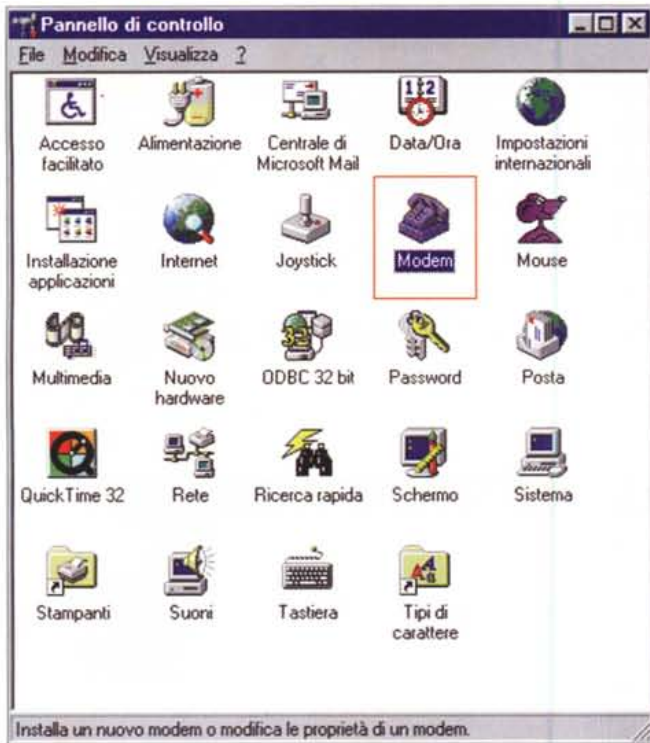 Pannello di controllo
File Modifica Visualizza ?
Accesso facilitato
Alimentazione
Centrale di Microsoft Mail
Data/Ora
Impostazioni internazionali
Installazione applicazioni
Internet
Joystick
Modem
Mouse
Multimedia
Nuovo hardware
ODBC 32 bit
Password
Posta
QuickTime 32
Rete
Ricerca rapida
Schermo
Sistema
Stampanti
Suoni
Tastiera
Tipi di carattere
Installa un nuovo modem o modifica le proprietà di un modem.